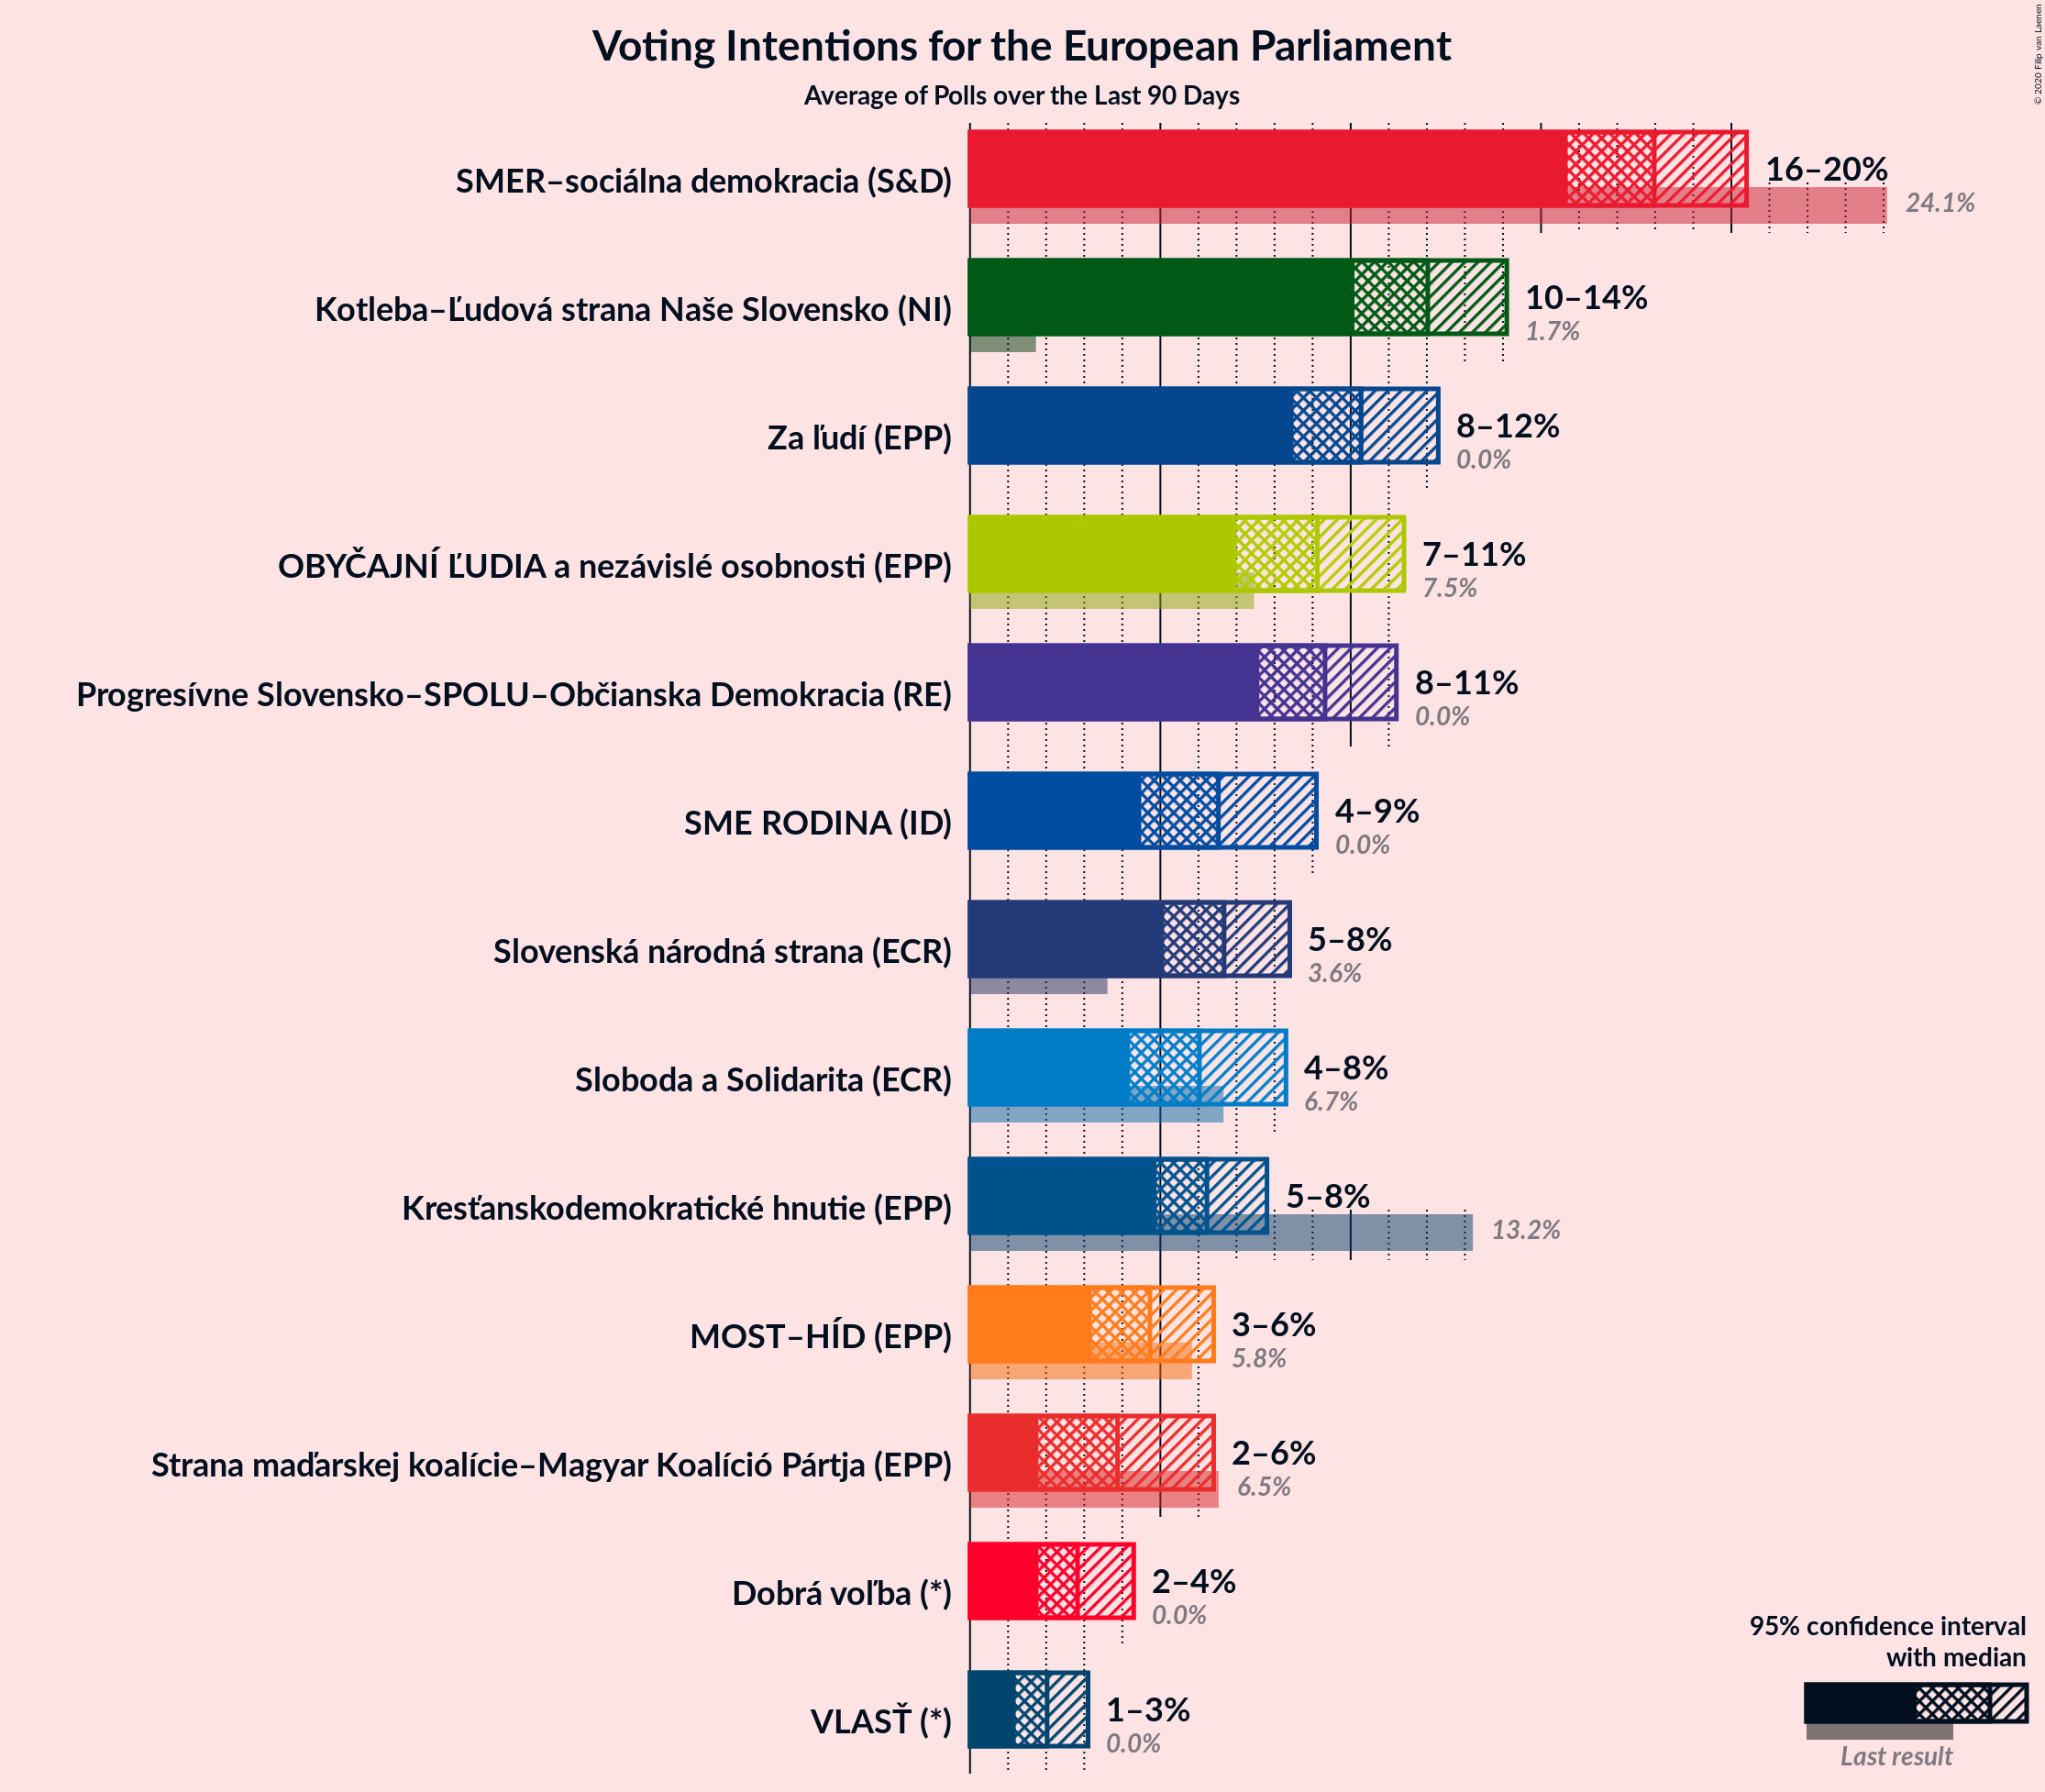 Voting Intentions for the European Parliament
Average of Polls over the Last 90 Days
© 2020 Filip van Laenen
SMER–sociálna demokracia (S&D)
16–20%
24.1%
Kotleba–Ľudová strana Naše Slovensko (NI)
10–14%
1.7%
Za ľudí (EPP)
8–12%
0.0%
OBYČAJNÍ ĽUDIA a nezávislé osobnosti (EPP)
7–11%
7.5%
Progresívne Slovensko–SPOLU–Občianska Demokracia (RE)
8–11%
0.0%
SME RODINA (ID)
4–9%
0.0%
Slovenská národná strana (ECR)
5–8%
3.6%
Sloboda a Solidarita (ECR)
4–8%
6.7%
Kresťanskodemokratické hnutie (EPP)
5–8%
13.2%
MOST–HÍD (EPP)
3–6%
5.8%
Strana maďarskej koalície–Magyar Koalíció Pártja (EPP)
2–6%
6.5%
Dobrá voľba (*)
2–4%
0.0%
VLASŤ (*)
1–3%
0.0%
95% confidence interval
with median
Last result